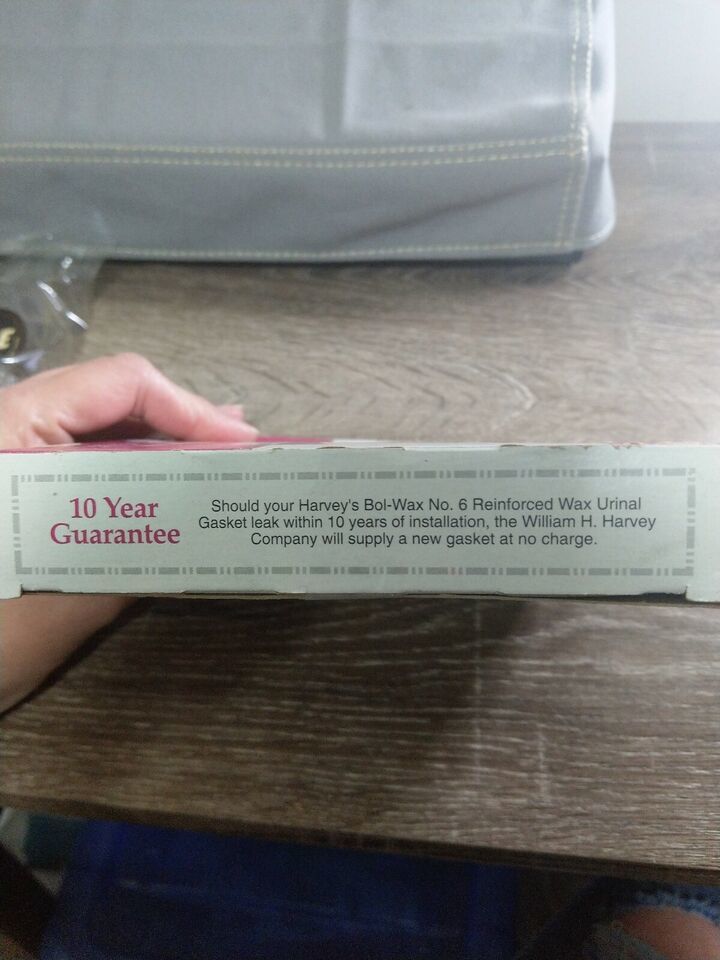 10 Year
Guarantee
Should your Harvey's Bol-Wax No. 6 Reinforced Wax Urinal
Gasket leak within 10 years of installation, the William H. Harvey
Company will supply a new gasket at no charge.